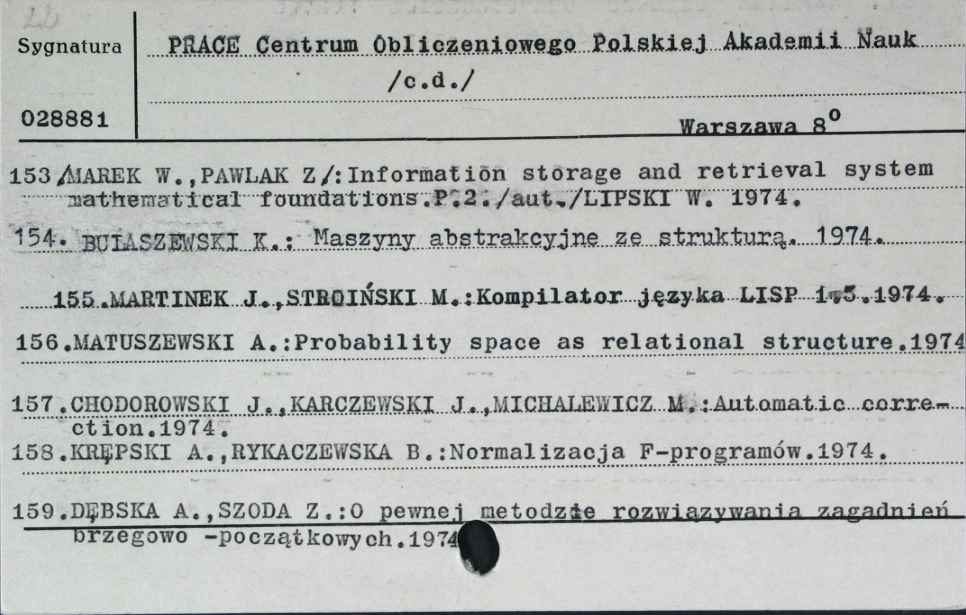 Sygnatura
PRACE Centrum Obliczeniowego Polskiej Akademii Nauk
/c.d./
028881
Warszawa 8⁰
153/MAREK W.,PAWLAK Z/:Information storage and retrieval system
mathematical foundations.P.2./aut./LIPSKI W. 1974.
154. BUŁASZEWSKI K.: Maszyny abstrakcyjne ze strukturą. 1974.
155.MARTINEK J.,STROIŃSKI M.:Kompilator języka LISP 1.5.1974.
156.MATUSZEWSKI A.:Probability space as relational structure.1974
157.CHODOROWSKI J.,KARCZEWSKI J.,MICHALEWICZ M.:Automatic corre-
ction.1974.
158.KRĘPSKI A.,RYKACZEWSKA B.:Normalizacja F-programów.1974.
159.DĘBSKA A.,SZODA Z.:O pewnej metodzie rozwiązywania zagadnień
brzegowo -początkowych.1974